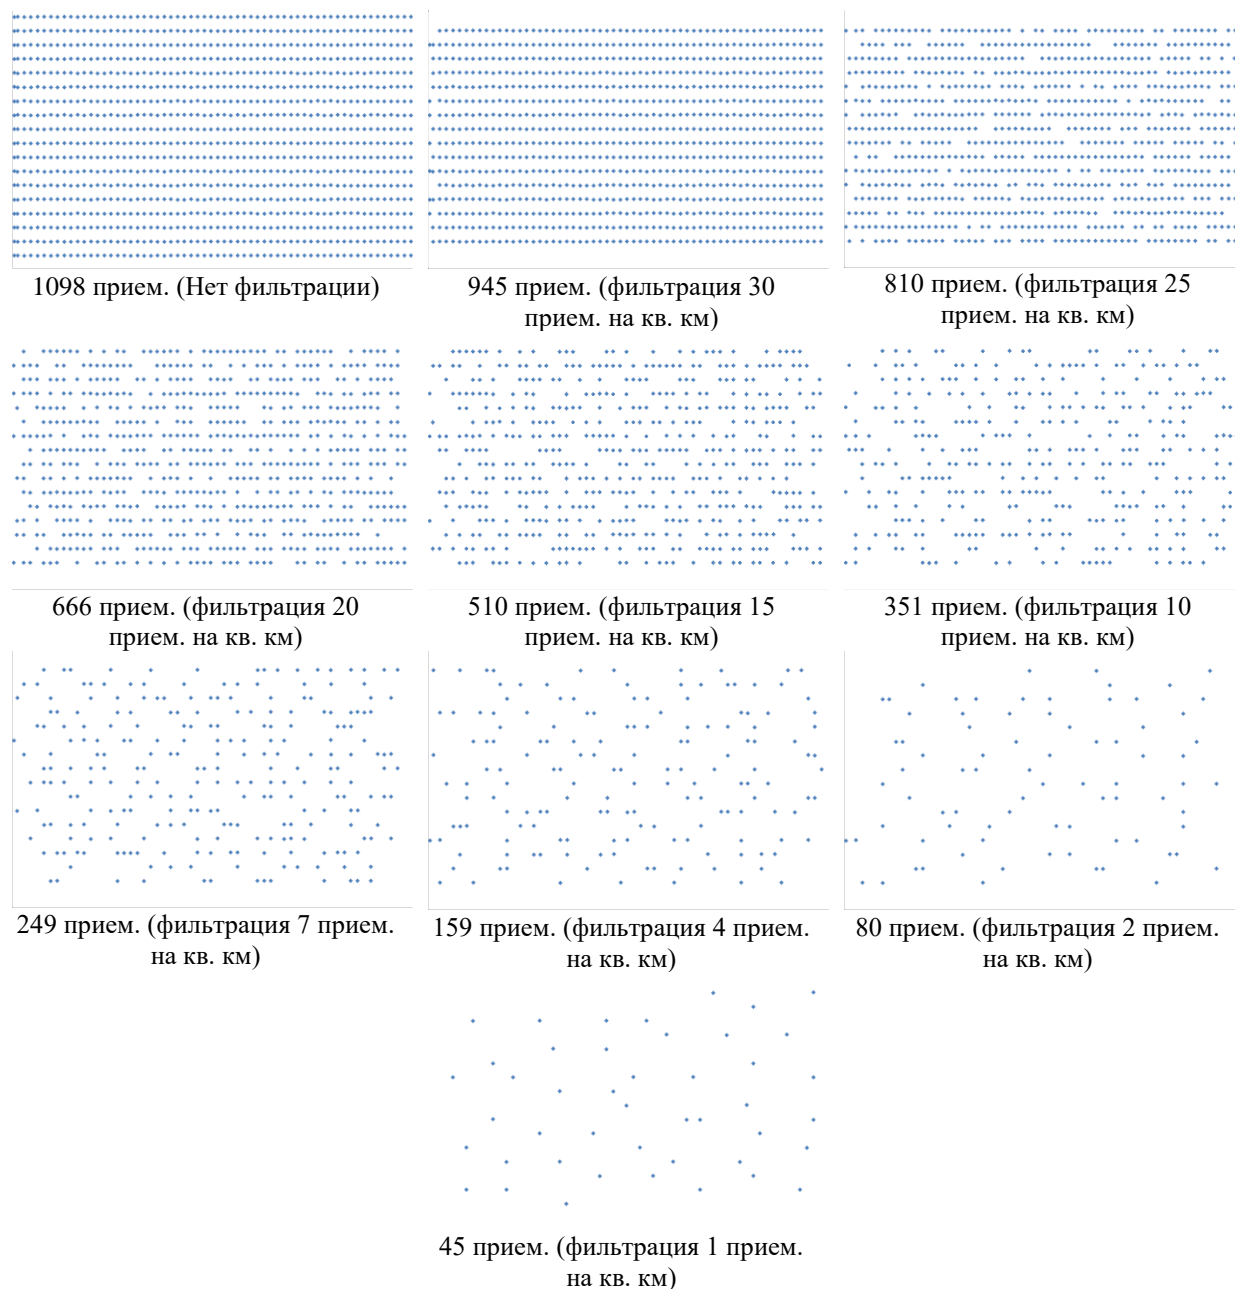 1098 прием. (Нет фильтрации)
945 прием. (фильтрация 30
прием. на кв. км)
810 прием. (фильтрация 25
прием. на кв. км)
666 прием. (фильтрация 20
прием. на кв. км)
510 прием. (фильтрация 15
прием. на кв. км)
351 прием. (фильтрация 10
прием. на кв. км)
249 прием. (фильтрация 7 прием.
на кв. км)
159 прием. (фильтрация 4 прием.
на кв. км)
80 прием. (фильтрация 2 прием.
на кв. км)
45 прием. (фильтрация 1 прием.
на кв. км)